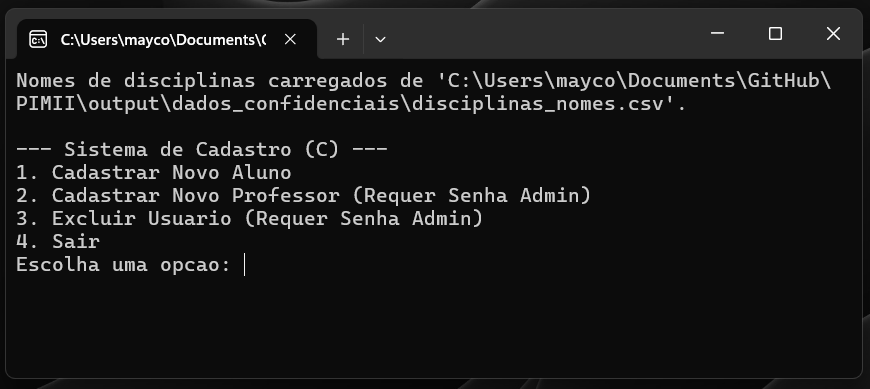 C:\Users\mayco\Documents\
Nomes de disciplinas carregados de 'C:\Users\mayco\Documents\GitHub\
PIMII\output\dados_confidenciais\disciplinas_nomes.csv'.
--- Sistema de Cadastro (C) ---
1. Cadastrar Novo Aluno
2. Cadastrar Novo Professor (Requer Senha Admin)
3. Excluir Usuario (Requer Senha Admin)
4. Sair
Escolha uma opcao: